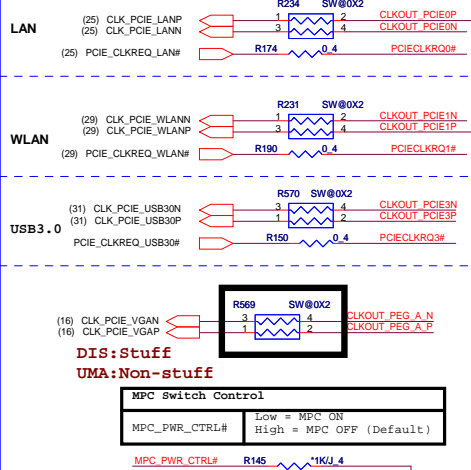 R234 SW@0X2
LAN
(25) CLK_PCIE_LANP 1 2 CLKOUT_PCIE0P
(25) CLK_PCIE_LANN 3 4 CLKOUT_PCIE0N
(25) PCIE_CLKREQ_LAN# R174 0_4 PCIECLKRQ0#
R231 SW@0X2
WLAN
(29) CLK_PCIE_WLANN 1 2 CLKOUT_PCIE1N
(29) CLK_PCIE_WLANP 3 4 CLKOUT_PCIE1P
(29) PCIE_CLKREQ_WLAN# R190 0_4 PCIECLKRQ1#
R570 SW@0X2
USB3.0
(31) CLK_PCIE_USB30N 3 4 CLKOUT_PCIE3N
(31) CLK_PCIE_USB30P 1 2 CLKOUT_PCIE3P
PCIE_CLKREQ_USB30# R150 0_4 PCIECLKRQ3#
R569 SW@0X2
(16) CLK_PCIE_VGAN 3 4 CLKOUT_PEG_A_N
(16) CLK_PCIE_VGAP 1 2 CLKOUT_PEG_A_P
DIS:Stuff
UMA:Non-stuff
MPC Switch Control
MPC_PWR_CTRL#
Low = MPC ON
High = MPC OFF (Default)
MPC_PWR_CTRL# R145 *1K/J_4